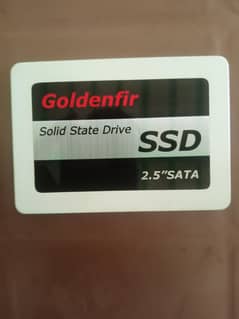 Goldenfir
Solid State Drive
SSD
2.5”SATA